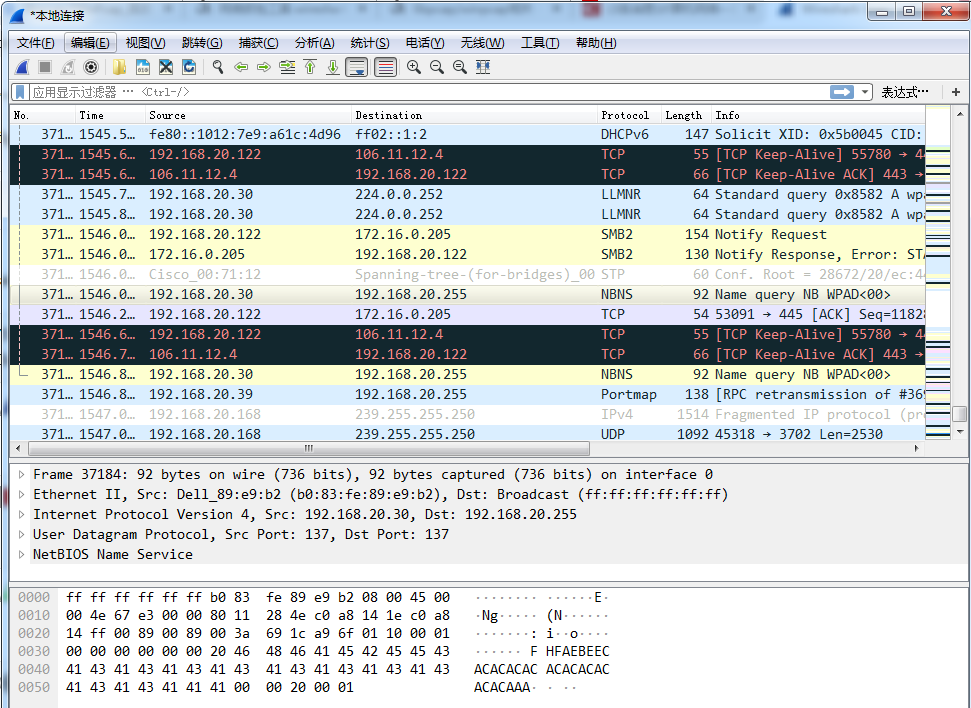 *本地连接
文件(F) 编辑(E) 视图(V) 跳转(G) 捕获(C) 分析(A) 统计(S) 电话(Y) 无线(W) 工具(T) 帮助(H)
应用显示过滤器 … 〈Ctrl-/〉 表达式… +
No. Time Source Destination Protocol Length Info
371… 1545.5… fe80::1012:7e9:a61c:4d96 ff02::1:2 DHCPv6 147 Solicit XID: 0x5b0045 CID:
371… 1545.6… 192.168.20.122 106.11.12.4 TCP 55 [TCP Keep-Alive] 55780 → 44
371… 1545.6… 106.11.12.4 192.168.20.122 TCP 66 [TCP Keep-Alive ACK] 443 →
371… 1545.7… 192.168.20.30 224.0.0.252 LLMNR 64 Standard query 0x8582 A wpa
371… 1545.8… 192.168.20.30 224.0.0.252 LLMNR 64 Standard query 0x8582 A wpa
371… 1546.0… 192.168.20.122 172.16.0.205 SMB2 154 Notify Request
371… 1546.0… 172.16.0.205 192.168.20.122 SMB2 130 Notify Response, Error: STA
371… 1546.0… Cisco_00:71:12 Spanning-tree-(for-bridges)_00 STP 60 Conf. Root = 28672/20/ec:44
371… 1546.0… 192.168.20.30 192.168.20.255 NBNS 92 Name query NB WPAD<00>
371… 1546.2… 192.168.20.122 172.16.0.205 TCP 54 53091 → 445 [ACK] Seq=11828
371… 1546.6… 192.168.20.122 106.11.12.4 TCP 55 [TCP Keep-Alive] 55780 → 44
371… 1546.7… 106.11.12.4 192.168.20.122 TCP 66 [TCP Keep-Alive ACK] 443 →
371… 1546.8… 192.168.20.30 192.168.20.255 NBNS 92 Name query NB WPAD<00>
371… 1546.8… 192.168.20.39 192.168.20.255 Portmap 138 [RPC retransmission of #369
371… 1547.0… 192.168.20.168 239.255.255.250 IPv4 1514 Fragmented IP protocol (pro
371… 1547.0… 192.168.20.168 239.255.255.250 UDP 1092 45318 → 3702 Len=2530
Frame 37184: 92 bytes on wire (736 bits), 92 bytes captured (736 bits) on interface 0
Ethernet II, Src: Dell_89:e9:b2 (b0:83:fe:89:e9:b2), Dst: Broadcast (ff:ff:ff:ff:ff:ff)
Internet Protocol Version 4, Src: 192.168.20.30, Dst: 192.168.20.255
User Datagram Protocol, Src Port: 137, Dst Port: 137
NetBIOS Name Service
0000 ff ff ff ff ff ff b0 83 fe 89 e9 b2 08 00 45 00 ········ ······E·
0010 00 4e 67 e3 00 00 80 11 28 4e c0 a8 14 1e c0 a8 ·Ng····· (N······
0020 14 ff 00 89 00 89 00 3a 69 1c a9 6f 01 10 00 01 ·······: i··o····
0030 00 00 00 00 00 00 20 46 48 46 41 45 42 45 45 43 ······ F HFAEBEEC
0040 41 43 41 43 41 43 41 43 41 43 41 43 41 43 41 43 ACACACAC ACACACAC
0050 41 43 41 43 41 41 41 00 00 20 00 01 ACACAAA· · ··